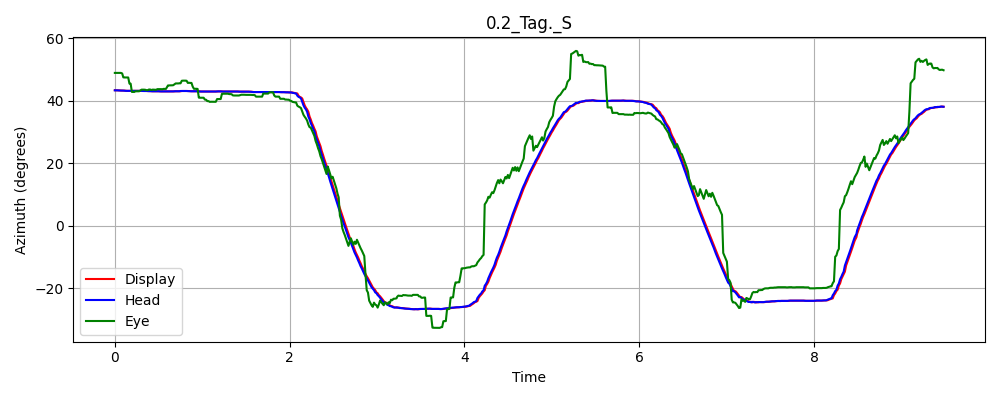 0.2_Tag._S
60
40
20
0
−20
Azimuth (degrees)
Display
Head
Eye
0 2 4 6 8
Time